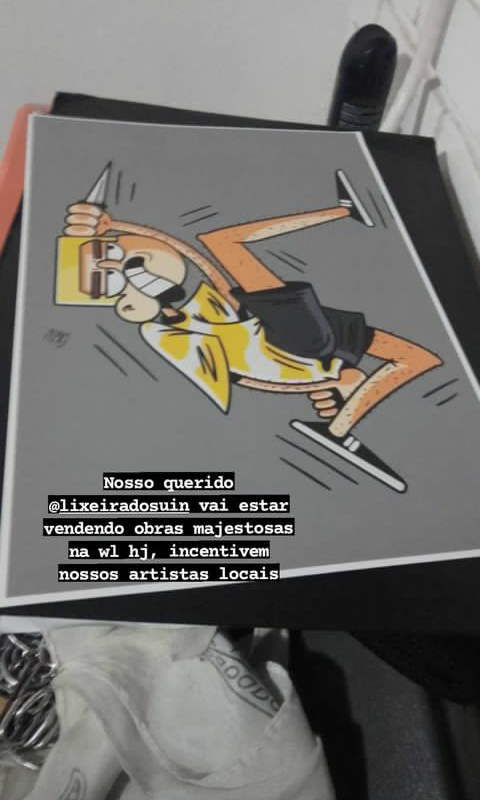 Nosso querido
@lixeiradosuin vai estar
vendendo obras majestosas
na wl hj, incentivem
nossos artistas locais